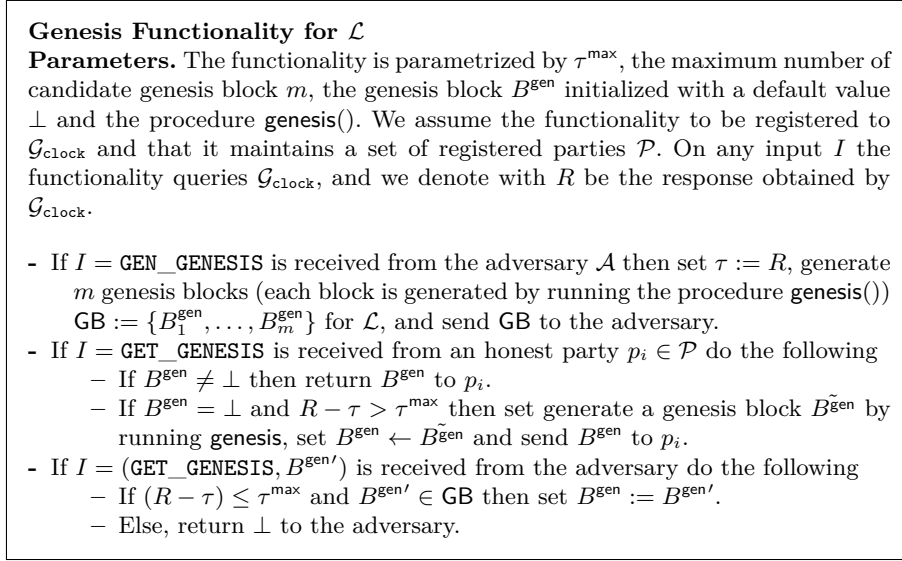 Genesis Functionality for ℒ
Parameters. The functionality is parametrized by τ^max, the maximum number of
candidate genesis block m, the genesis block B^gen initialized with a default value
⊥ and the procedure genesis(). We assume the functionality to be registered to
𝒢_clock and that it maintains a set of registered parties 𝒫. On any input I the
functionality queries 𝒢_clock, and we denote with R be the response obtained by
𝒢_clock.
- If I = GEN_GENESIS is received from the adversary 𝒜 then set τ := R, generate
m genesis blocks (each block is generated by running the procedure genesis())
GB := {B_1^gen, . . . , B_m^gen} for ℒ, and send GB to the adversary.
- If I = GET_GENESIS is received from an honest party p_i ∈ 𝒫 do the following
– If B^gen ≠ ⊥ then return B^gen to p_i.
– If B^gen = ⊥ and R − τ > τ^max then set generate a genesis block B^g̃en by
running genesis, set B^gen ← B^g̃en and send B^gen to p_i.
- If I = (GET_GENESIS, B^gen′) is received from the adversary do the following
– If (R − τ) ≤ τ^max and B^gen′ ∈ GB then set B^gen := B^gen′.
– Else, return ⊥ to the adversary.